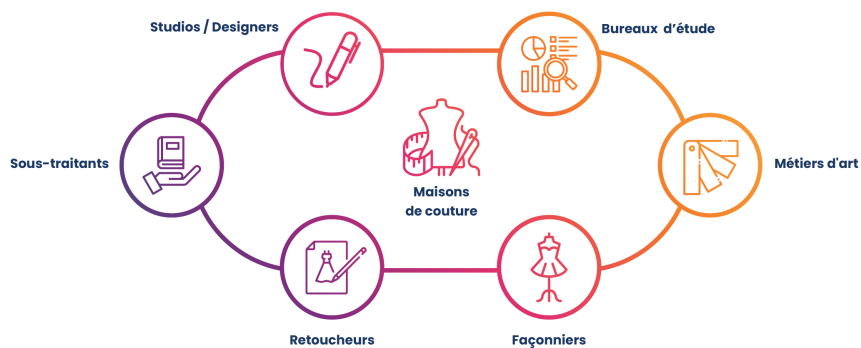 Studios / Designers
Bureaux d'étude
Sous-traitants
Métiers d'art
Maisons
de couture
Retoucheurs
Façonniers